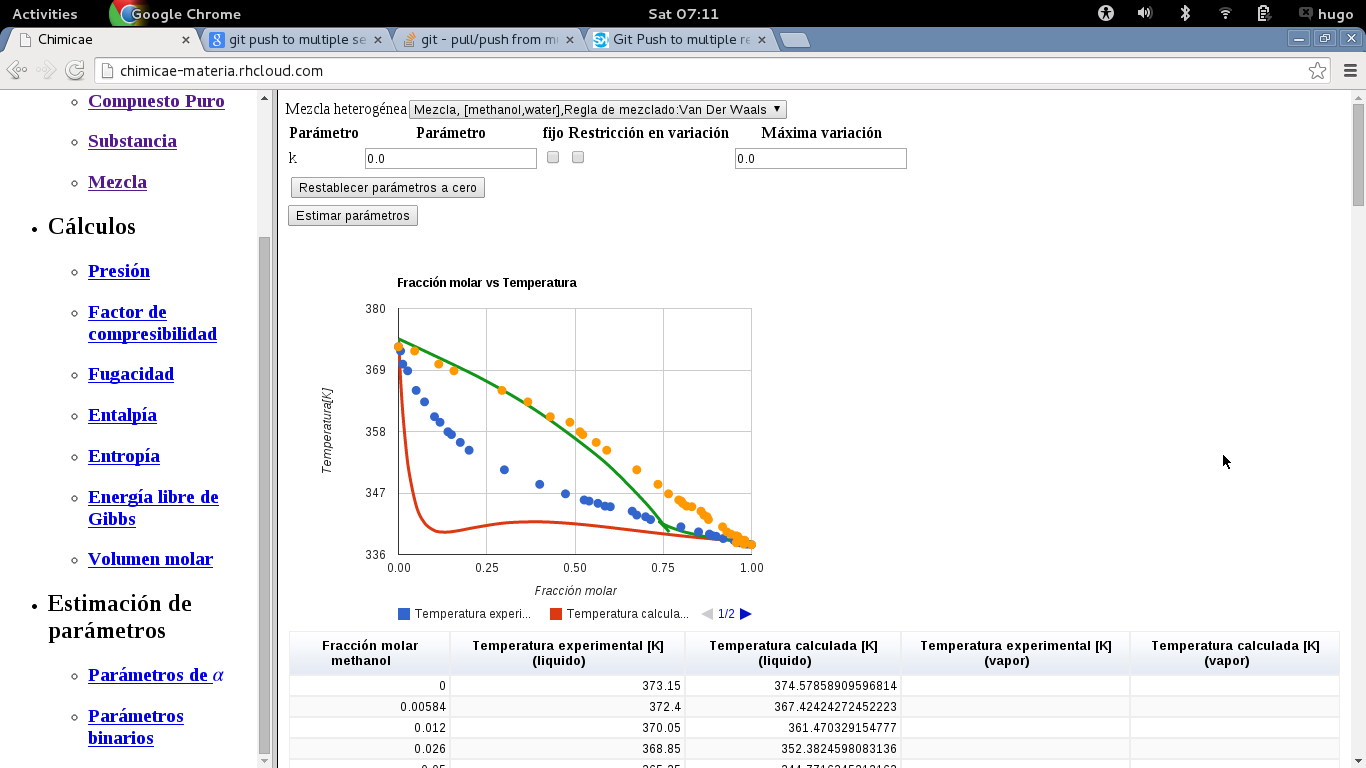 Activities
Google Chrome
Sat 07:11
hugo
Chimicae
git push to multiple se
git - pull/push from m
Git Push to multiple re
chimicae-materia.rhcloud.com
Compuesto Puro
Substancia
Mezcla
Cálculos
Presión
Factor de
compresibilidad
Fugacidad
Entalpía
Entropía
Energía libre de
Gibbs
Volumen molar
Estimación de
parámetros
Parámetros de α
Parámetros
binarios
Mezcla heterogénea Mezcla, [methanol,water],Regla de mezclado:Van Der Waals
Parámetro Parámetro fijo Restricción en variación Máxima variación
k 0.0 0.0
Restablecer parámetros a cero
Estimar parámetros
Fracción molar vs Temperatura
Temperatura[K]
380
369
358
347
336
0.00 0.25 0.50 0.75 1.00
Fracción molar
Temperatura experi... Temperatura calcula... 1/2
Fracción molar Temperatura experimental [K] Temperatura calculada [K] Temperatura experimental [K] Temperatura calculada [K]
methanol (liquido) (liquido) (vapor) (vapor)
0 373.15 374.57858909596814
0.00584 372.4 367.42424272452223
0.012 370.05 361.470329154777
0.026 368.85 352.3824598083136